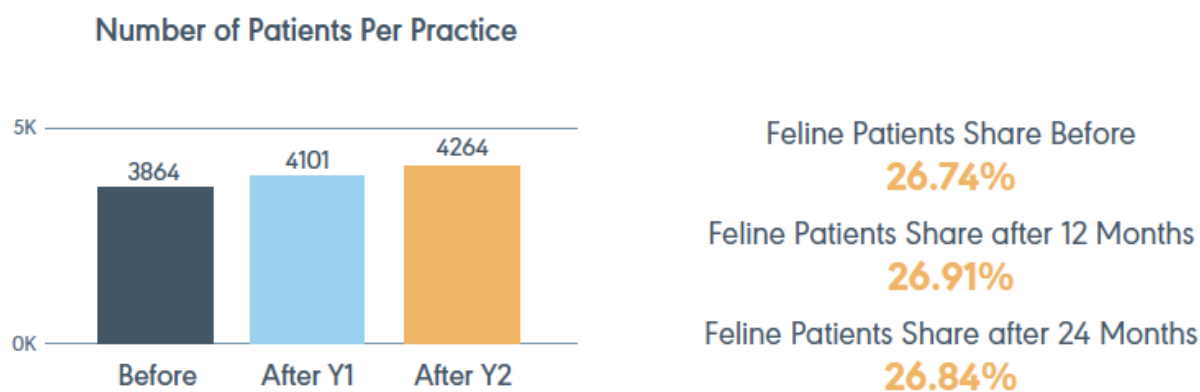 Number of Patients Per Practice
5K
3864
4101
4264
0K
Before
After Y1
After Y2
Feline Patients Share Before
26.74%
Feline Patients Share after 12 Months
26.91%
Feline Patients Share after 24 Months
26.84%